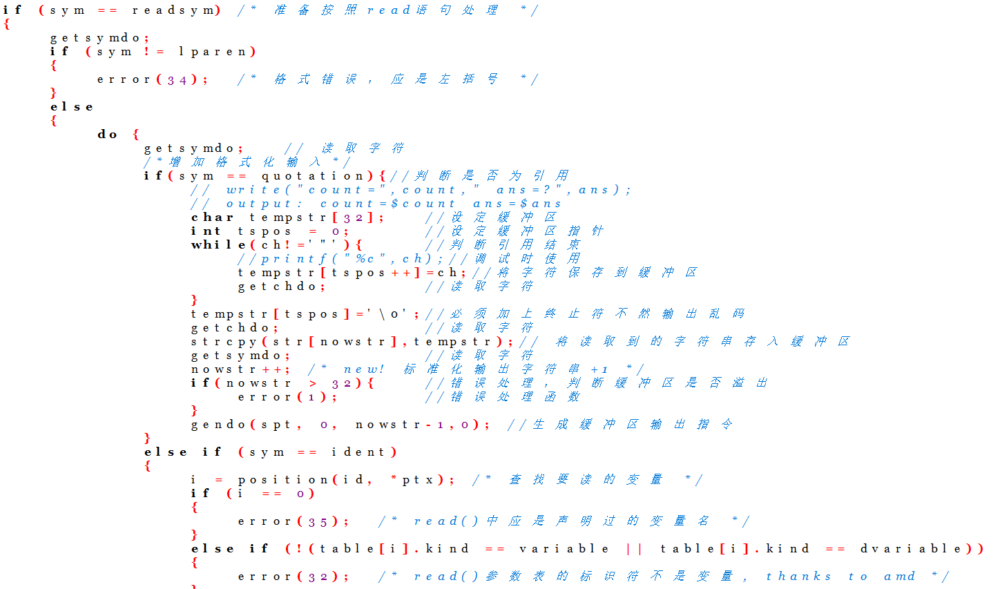 if (sym == readsym) /* 准备按照read语句处理 */
{
getsymdo;
if (sym != lparen)
{
error(34); /* 格式错误，应是左括号 */
}
else
{
do {
getsymdo; // 读取字符
/*增加格式化输入*/
if(sym == quotation){//判断是否为引用
// write("count=",count," ans=?",ans);
// output: count=$count ans=$ans
char tempstr[32]; //设定缓冲区
int tspos = 0; //设定缓冲区指针
while(ch!='"'){ //判断引用结束
//printf("%c",ch);//调试时使用
tempstr[tspos++]=ch;//将字符保存到缓冲区
getchdo; //读取字符
}
tempstr[tspos]='\0';//必须加上终止符不然输出乱码
getchdo; //读取字符
strcpy(str[nowstr],tempstr);// 将读取到的字符串存入缓冲区
getsymdo; //读取字符
nowstr++; /* new! 标准化输出字符串+1 */
if(nowstr > 32){ //错误处理，判断缓冲区是否溢出
error(1); //错误处理函数
}
gendo(spt, 0, nowstr-1,0); //生成缓冲区输出指令
}
else if (sym == ident)
{
i = position(id, *ptx); /* 查找要读的变量 */
if (i == 0)
{
error(35); /* read()中应是声明过的变量名 */
}
else if (!(table[i].kind == variable || table[i].kind == dvariable))
{
error(32); /* read()参数表的标识符不是变量, thanks to amd */
}